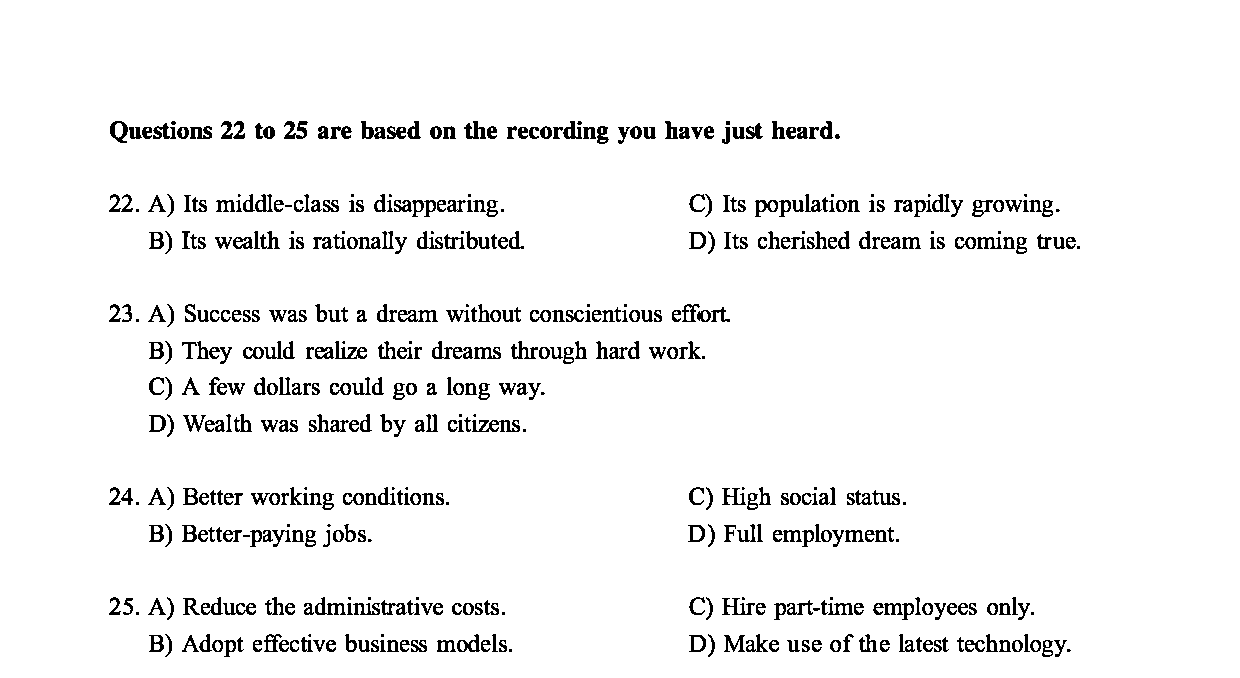 Questions 22 to 25 are based on the recording you have just heard.
22. A) Its middle-class is disappearing. C) Its population is rapidly growing.
B) Its wealth is rationally distributed. D) Its cherished dream is coming true.
23. A) Success was but a dream without conscientious effort.
B) They could realize their dreams through hard work.
C) A few dollars could go a long way.
D) Wealth was shared by all citizens.
24. A) Better working conditions. C) High social status.
B) Better-paying jobs. D) Full employment.
25. A) Reduce the administrative costs. C) Hire part-time employees only.
B) Adopt effective business models. D) Make use of the latest technology.